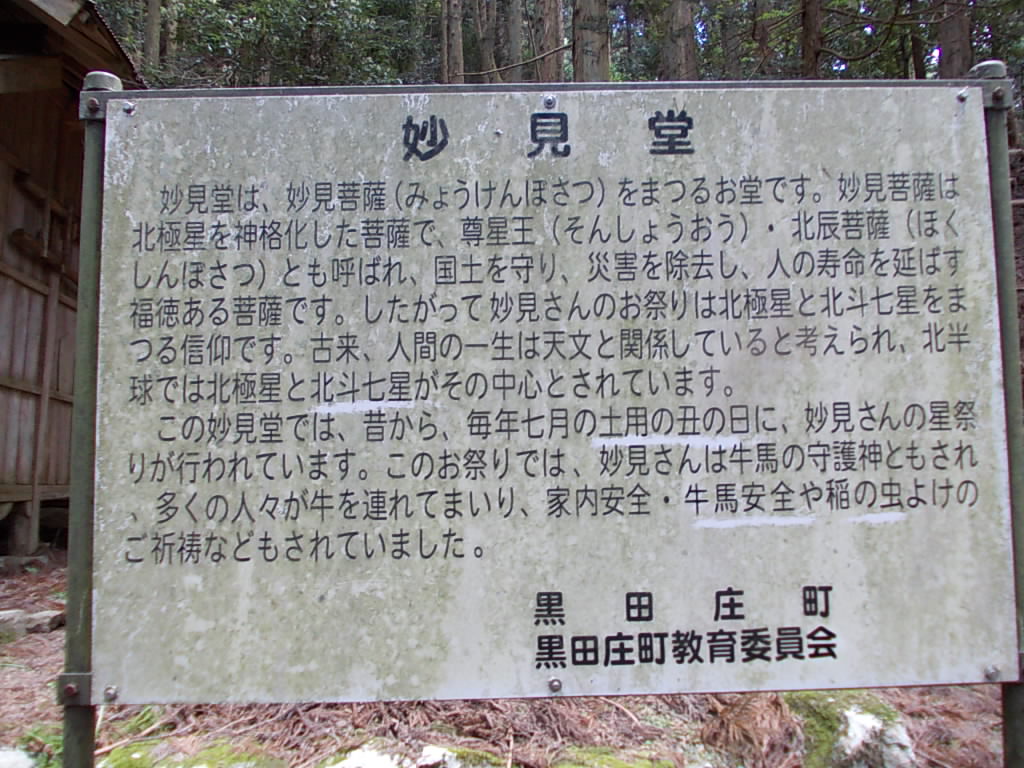 妙見堂
妙見堂は、妙見菩薩（みょうけんぼさつ）をまつるお堂です。妙見菩薩は
北極星を神格化した菩薩で、尊星王（そんしょうおう）・北辰菩薩（ほく
しんぼさつ）とも呼ばれ、国土を守り、災害を除去し、人の寿命を延ばす
福徳ある菩薩です。したがって妙見さんのお祭りは北極星と北斗七星をま
つる信仰です。古来、人間の一生は天文と関係していると考えられ、北半
球では北極星と北斗七星がその中心とされています。
この妙見堂では、昔から、毎年七月の土用の丑の日に、妙見さんの星祭
りが行われています。このお祭りでは、妙見さんは牛馬の守護神ともされ
、多くの人々が牛を連れてまいり、家内安全・牛馬安全や稲の虫よけの
ご祈祷などもされていました。
黒田庄町
黒田庄町教育委員会